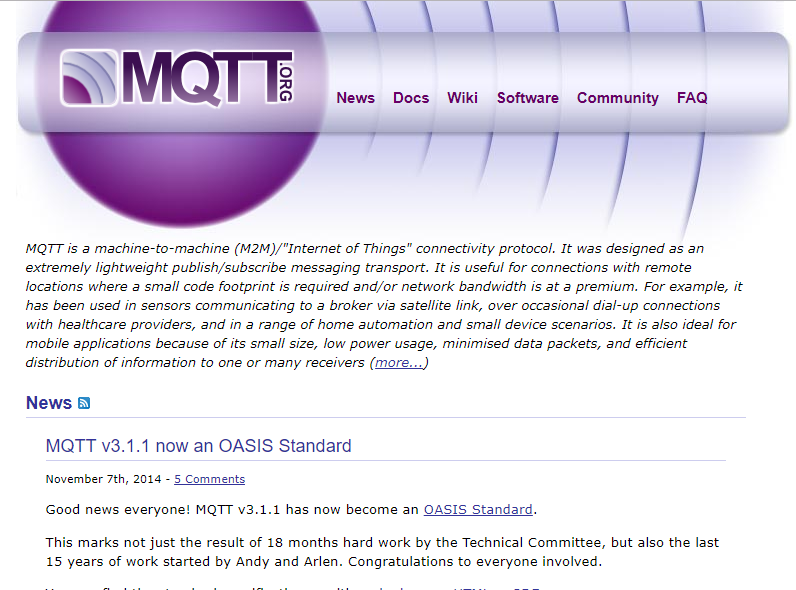 MQTT.ORG
News Docs Wiki Software Community FAQ
MQTT is a machine-to-machine (M2M)/"Internet of Things" connectivity protocol. It was designed as an
extremely lightweight publish/subscribe messaging transport. It is useful for connections with remote
locations where a small code footprint is required and/or network bandwidth is at a premium. For example, it
has been used in sensors communicating to a broker via satellite link, over occasional dial-up connections
with healthcare providers, and in a range of home automation and small device scenarios. It is also ideal for
mobile applications because of its small size, low power usage, minimised data packets, and efficient
distribution of information to one or many receivers (more...)
News
MQTT v3.1.1 now an OASIS Standard
November 7th, 2014 - 5 Comments
Good news everyone! MQTT v3.1.1 has now become an OASIS Standard.
This marks not just the result of 18 months hard work by the Technical Committee, but also the last
15 years of work started by Andy and Arlen. Congratulations to everyone involved.